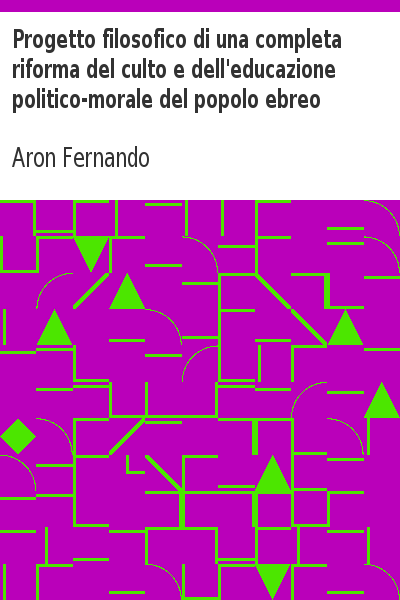 Progetto filosofico di una completa
riforma del culto e dell'educazione
politico-morale del popolo ebreo
Aron Fernando